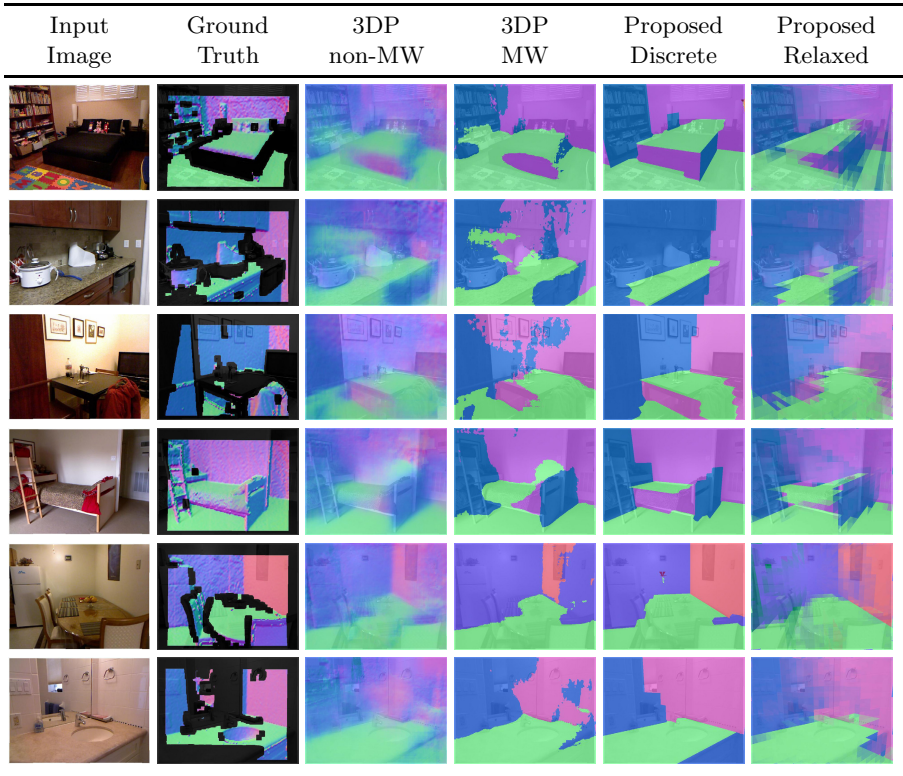 Input Ground 3DP 3DP Proposed Proposed
Image Truth non-MW MW Discrete Relaxed